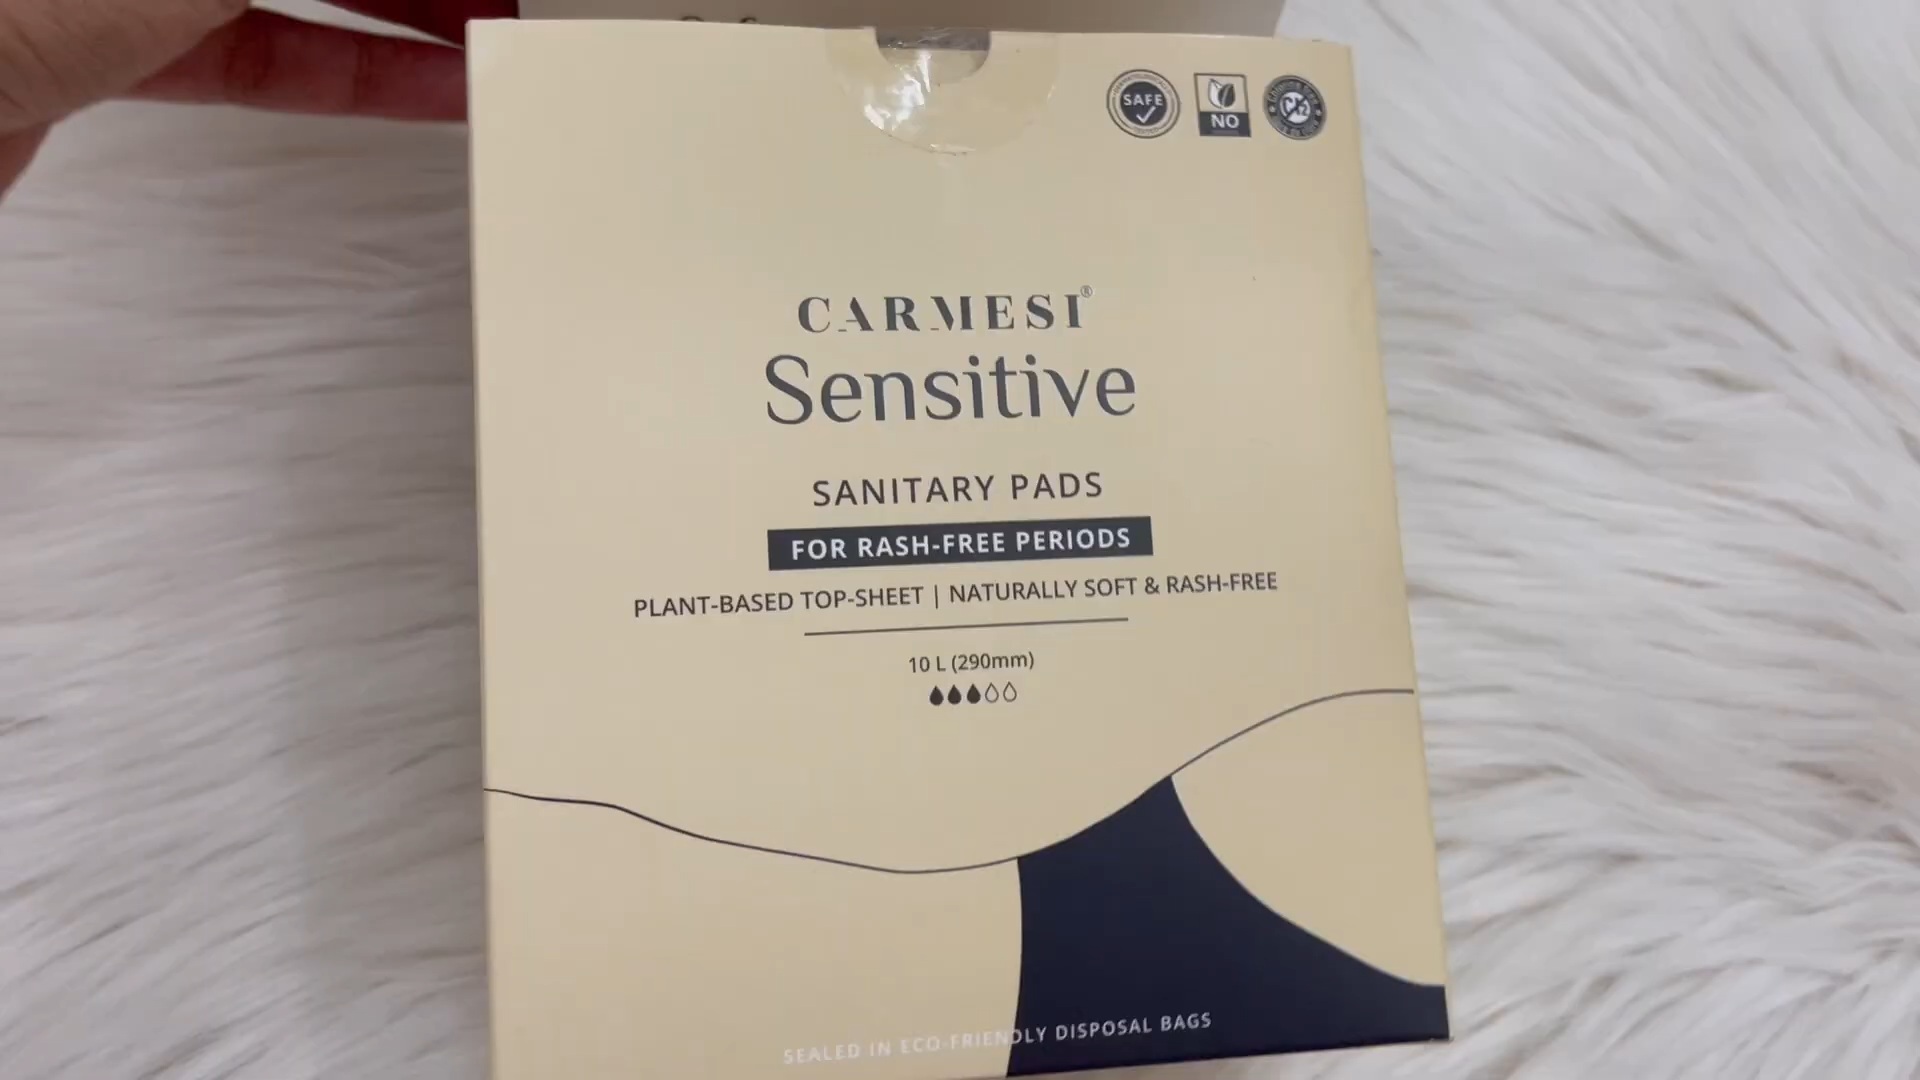 SAFE
NO
CARMESI®
Sensitive
SANITARY PADS
FOR RASH-FREE PERIODS
PLANT-BASED TOP-SHEET | NATURALLY SOFT & RASH-FREE
10 L (290mm)
SEALED IN ECO-FRIENDLY DISPOSAL BAGS